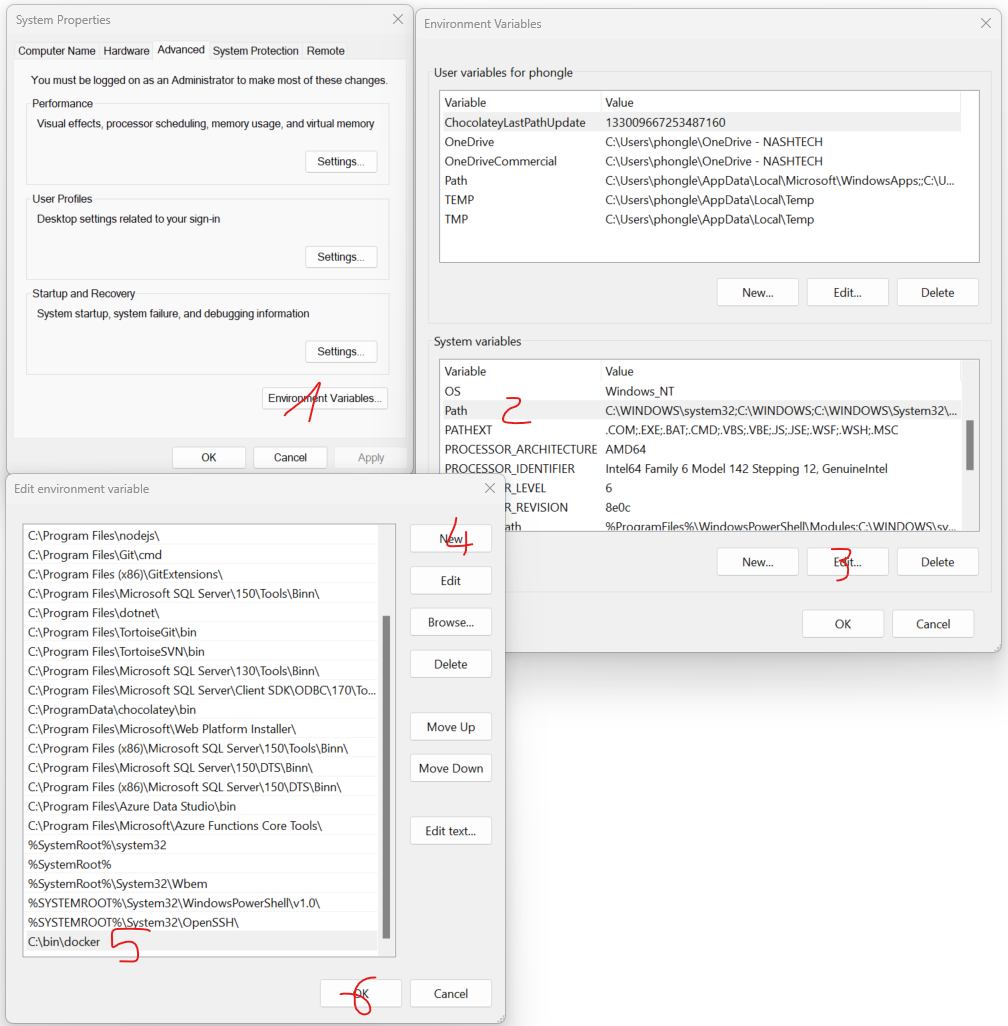 System Properties
Computer Name Hardware Advanced System Protection Remote
You must be logged on as an Administrator to make most of these changes.
Performance
Visual effects, processor scheduling, memory usage, and virtual memory
Settings...
User Profiles
Desktop settings related to your sign-in
Settings...
Startup and Recovery
System startup, system failure, and debugging information
Settings...
1
Environment Variables...
OK Cancel Apply
Environment Variables
User variables for phongle
Variable Value
ChocolateyLastPathUpdate 133009667253487160
OneDrive C:\Users\phongle\OneDrive - NASHTECH
OneDriveCommercial C:\Users\phongle\OneDrive - NASHTECH
Path C:\Users\phongle\AppData\Local\Microsoft\WindowsApps;;C:\U...
TEMP C:\Users\phongle\AppData\Local\Temp
TMP C:\Users\phongle\AppData\Local\Temp
New... Edit... Delete
System variables
Variable Value
OS Windows_NT
Path 2 C:\WINDOWS\system32;C:\WINDOWS;C:\WINDOWS\System32\...
PATHEXT .COM;.EXE;.BAT;.CMD;.VBS;.VBE;.JS;.JSE;.WSF;.WSH;.MSC
PROCESSOR_ARCHITECTURE AMD64
PROCESSOR_IDENTIFIER Intel64 Family 6 Model 142 Stepping 12, GenuineIntel
R_LEVEL 6
R_REVISION 8e0c
ath %ProgramFiles%\WindowsPowerShell\Modules;C:\WINDOWS\sy...
New... Edit... 3 Delete
OK Cancel
Edit environment variable
C:\Program Files\nodejs\
C:\Program Files\Git\cmd
C:\Program Files (x86)\GitExtensions\
C:\Program Files\Microsoft SQL Server\150\Tools\Binn\
C:\Program Files\dotnet\
C:\Program Files\TortoiseGit\bin
C:\Program Files\TortoiseSVN\bin
C:\Program Files\Microsoft SQL Server\130\Tools\Binn\
C:\Program Files\Microsoft SQL Server\Client SDK\ODBC\170\To...
C:\ProgramData\chocolatey\bin
C:\Program Files\Microsoft\Web Platform Installer\
C:\Program Files (x86)\Microsoft SQL Server\150\Tools\Binn\
C:\Program Files\Microsoft SQL Server\150\DTS\Binn\
C:\Program Files (x86)\Microsoft SQL Server\150\DTS\Binn\
C:\Program Files\Azure Data Studio\bin
C:\Program Files\Microsoft\Azure Functions Core Tools\
%SystemRoot%\system32
%SystemRoot%
%SystemRoot%\System32\Wbem
%SYSTEMROOT%\System32\WindowsPowerShell\v1.0\
%SYSTEMROOT%\System32\OpenSSH\
C:\bin\docker 5
New 4
Edit
Browse...
Delete
Move Up
Move Down
Edit text...
OK 6 Cancel